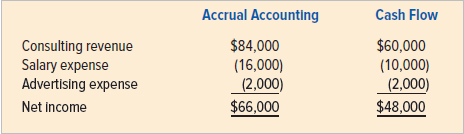 Accrual Accounting Cash Flow
Consulting revenue $84,000 $60,000
Salary expense (16,000) (10,000)
Advertising expense (2,000) (2,000)
Net income $66,000 $48,000